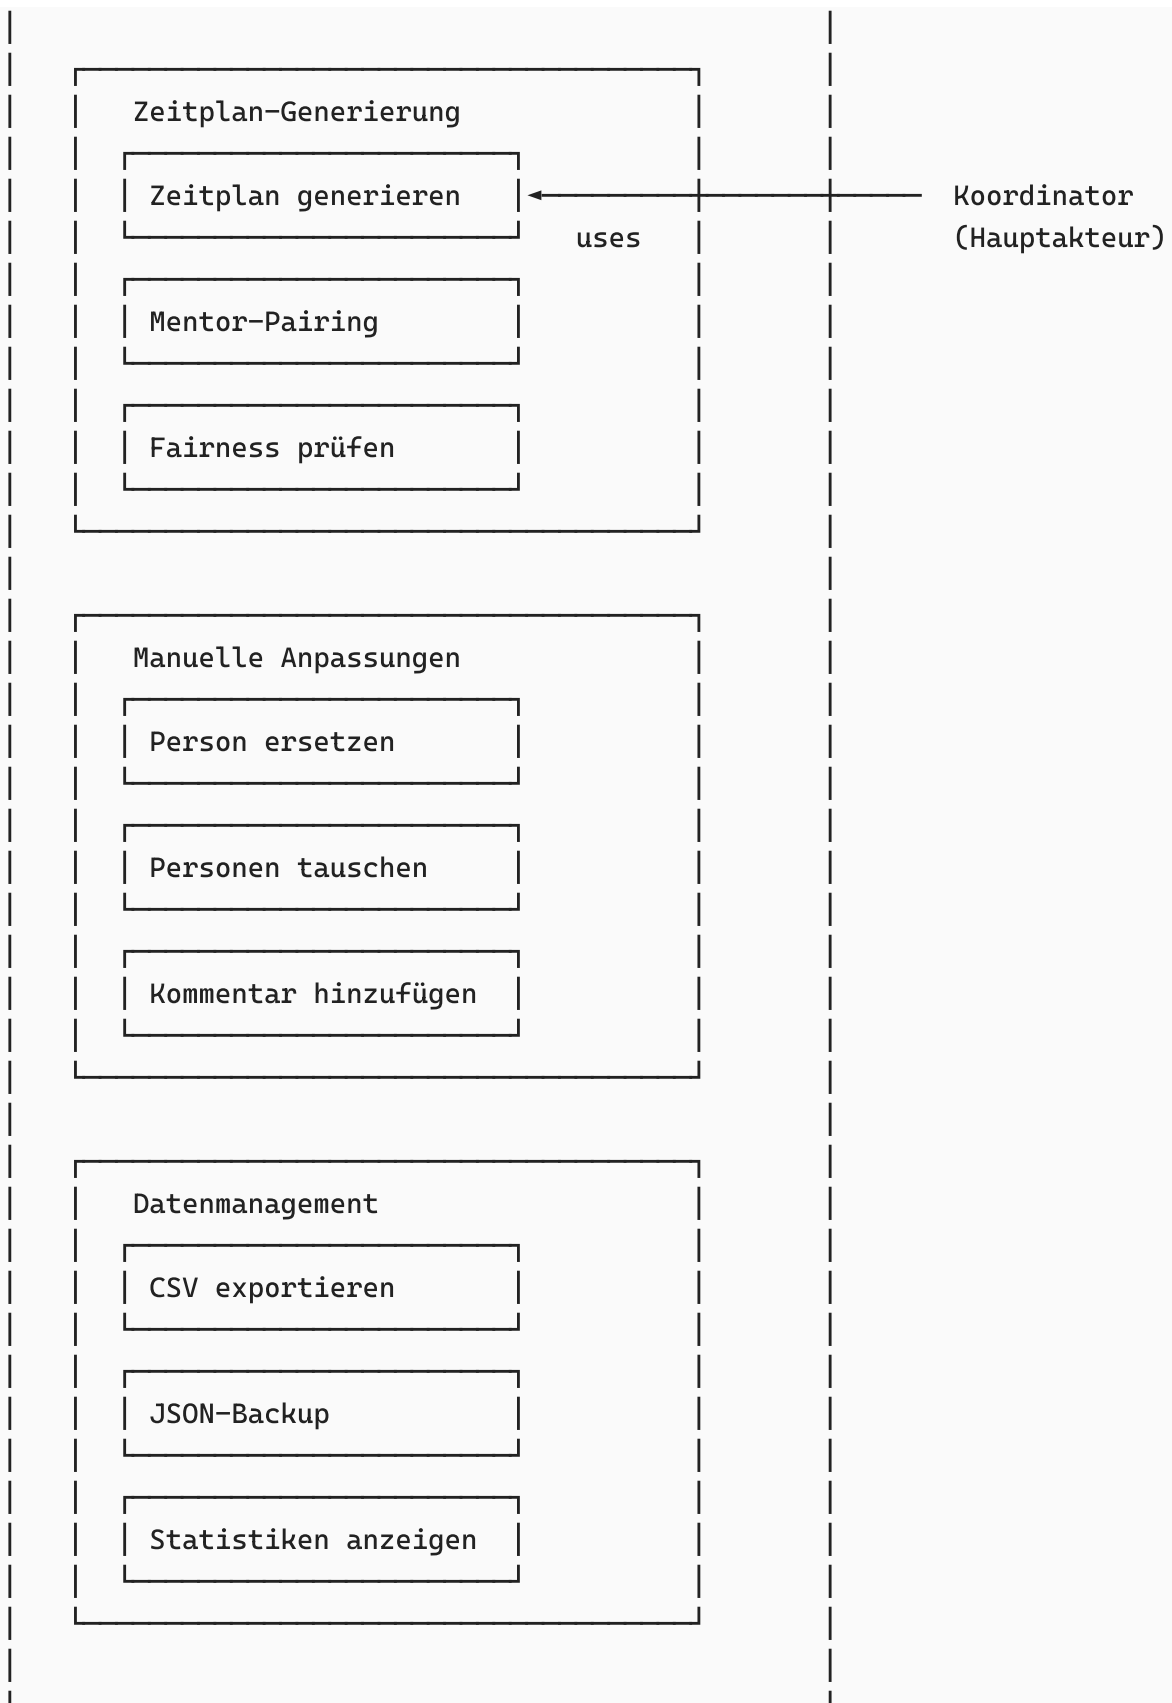 Zeitplan-Generierung
Zeitplan generieren
Koordinator
(Hauptakteur)
uses
Mentor-Pairing
Fairness prüfen
Manuelle Anpassungen
Person ersetzen
Personen tauschen
Kommentar hinzufügen
Datenmanagement
CSV exportieren
JSON-Backup
Statistiken anzeigen